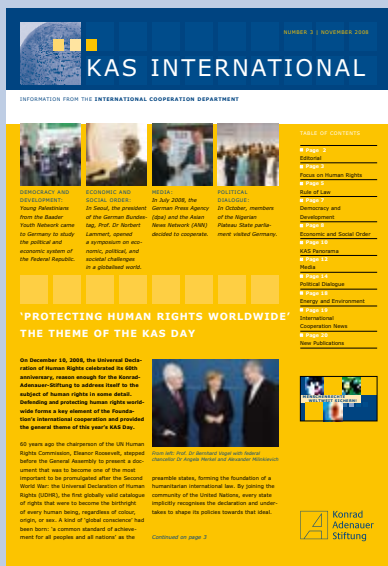 NUMBER 3 | NOVEMBER 2008
KAS INTERNATIONAL
INFORMATION FROM THE INTERNATIONAL COOPERATION DEPARTMENT
DEMOCRACY AND
DEVELOPMENT:
Young Palestinians
from the Baader
Youth Network came
to Germany to study
the political and
economic system of
the Federal Republic.
ECONOMIC AND
SOCIAL ORDER:
In Seoul, the president
of the German Bundes-
tag, Prof. Dr Norbert
Lammert, opened
a symposium on eco-
nomic, political, and
societal challenges
in a globalised world.
MEDIA:
In July 2008, the
German Press Agency
(dpa) and the Asian
News Network (ANN)
decided to cooperate.
POLITICAL
DIALOGUE:
In October, members
of the Nigerian
Plateau State parlia-
ment visited Germany.
TABLE OF CONTENTS
Page 2
Editorial
Page 2
Focus on Human Rights
Page 5
Rule of Law
Page 7
Democracy and
Development
Page 8
Economic and Social Order
Page 10
KAS Panorama
Page 12
Media
Page 14
Political Dialogue
Page 18
Energy and Environment
Page 19
International
Cooperation News
Page 20
New Publications
'PROTECTING HUMAN RIGHTS WORLDWIDE'
THE THEME OF THE KAS DAY
On December 10, 2008, the Universal Decla-
ration of Human Rights celebrated its 60th
anniversary, reason enough for the Konrad-
Adenauer-Stiftung to address itself to the
subject of human rights in some detail.
Defending and protecting human rights world-
wide forms a key element of the Founda-
tion's international cooperation and provided
the general theme of this year's KAS Day.
60 years ago the chairperson of the UN Human
Rights Commission, Eleanor Roosevelt, stepped
before the General Assembly to present a doc-
ument that was to become one of the most
important to be promulgated after the Second
World War: the Universal Declaration of Human
Rights (UDHR), the first globally valid catalogue
of rights that were to become the birthright
of every human being, regardless of colour,
origin, or sex. A kind of 'global conscience' had
been born: 'a common standard of achieve-
ment for all peoples and all nations' as the
From left: Prof. Dr Bernhard Vogel with federal
chancellor Dr Angela Merkel and Alexander Milinkievich
preamble states, forming the foundation of a
humanitarian international law. By joining the
community of the United Nations, every state
implicitly recognises the declaration and under-
takes to shape its policies towards that ideal.
Continued on page 3
MENSCHENRECHTE
WELTWEIT SICHERN!
Konrad
Adenauer
Stiftung